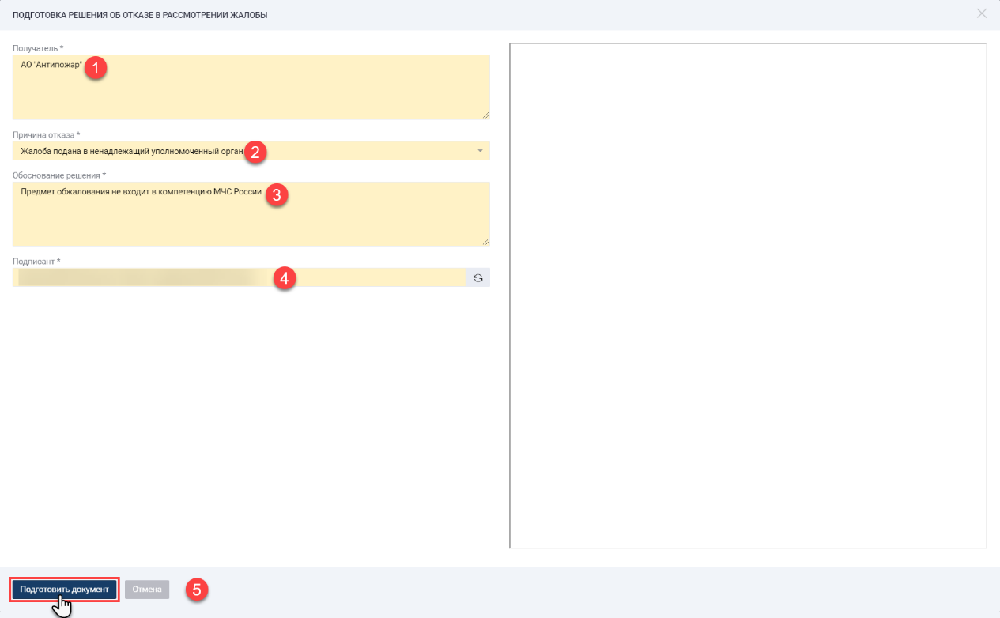 ПОДГОТОВКА РЕШЕНИЯ ОБ ОТКАЗЕ В РАССМОТРЕНИИ ЖАЛОБЫ
Получатель *
АО "Антипожар" 1
Причина отказа *
Жалоба подана в ненадлежащий уполномоченный орган 2
Обоснование решения *
Предмет обжалования не входит в компетенцию МЧС России 3
Подписант *
4
Подготовить документ Отмена 5